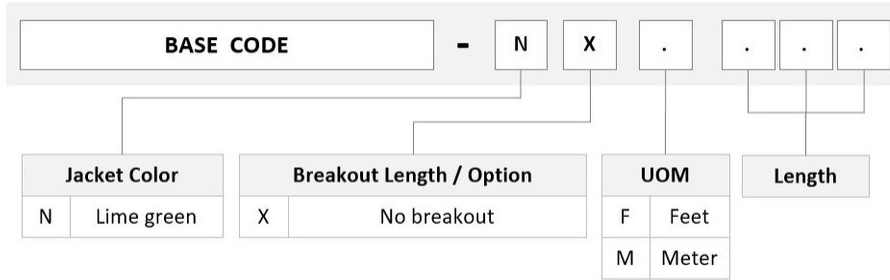 BASE CODE - N X . . . .
Jacket Color
N Lime green
Breakout Length / Option
X No breakout
UOM
F Feet
M Meter
Length